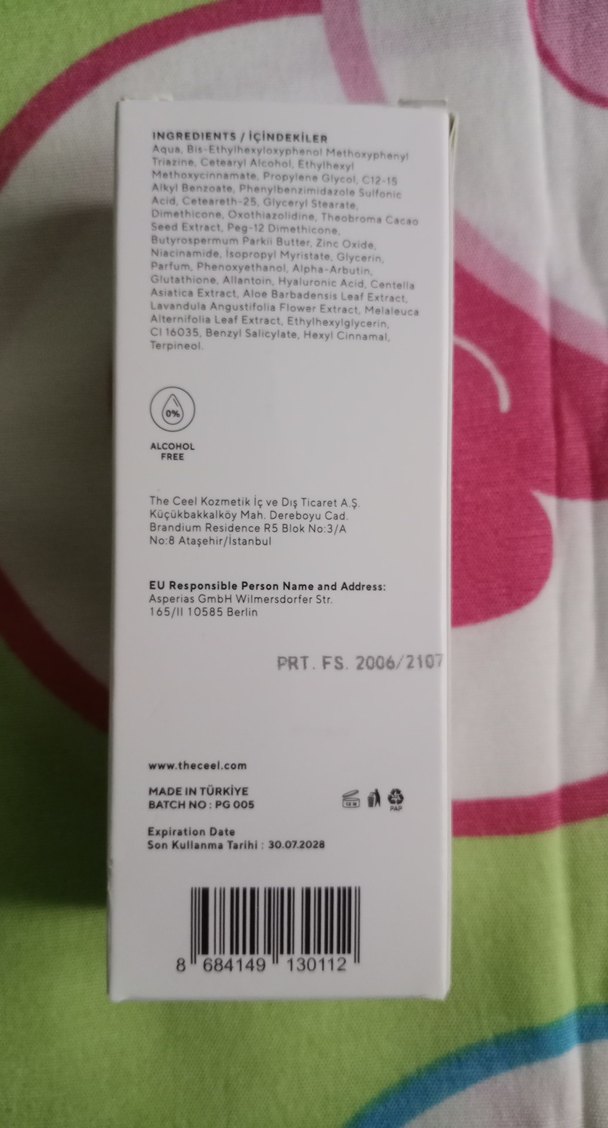 INGREDIENTS / İÇİNDEKİLER
Aqua, Bis-Ethylhexyloxyphenol Methoxyphenyl
Triazine, Cetearyl Alcohol, Ethylhexyl
Methoxycinnamate, Propylene Glycol, C12-15
Alkyl Benzoate, Phenylbenzimidazole Sulfonic
Acid, Ceteareth-25, Glyceryl Stearate,
Dimethicone, Oxothiazolidine, Theobroma Cacao
Seed Extract, Peg-12 Dimethicone,
Butyrospermum Parkii Butter, Zinc Oxide,
Niacinamide, Isopropyl Myristate, Glycerin,
Parfum, Phenoxyethanol, Alpha-Arbutin,
Glutathione, Allantoin, Hyaluronic Acid, Centella
Asiatica Extract, Aloe Barbadensis Leaf Extract,
Lavandula Angustifolia Flower Extract, Melaleuca
Alternifolia Leaf Extract, Ethylhexylglycerin,
CI 16035, Benzyl Salicylate, Hexyl Cinnamal,
Terpineol.
0%
ALCOHOL
FREE
The Ceel Kozmetik İç ve Dış Ticaret A.Ş.
Küçükbakkalköy Mah. Dereboyu Cad.
Brandium Residence R5 Blok No:3/A
No:8 Ataşehir/İstanbul
EU Responsible Person Name and Address:
Asperias GmbH Wilmersdorfer Str.
165/II 10585 Berlin
PRT. FS. 2006/2107
www.theceel.com
MADE IN TÜRKİYE
BATCH NO : PG 005
12 M
PAP
Expiration Date
Son Kullanma Tarihi : 30.07.2028
8 684149 130112